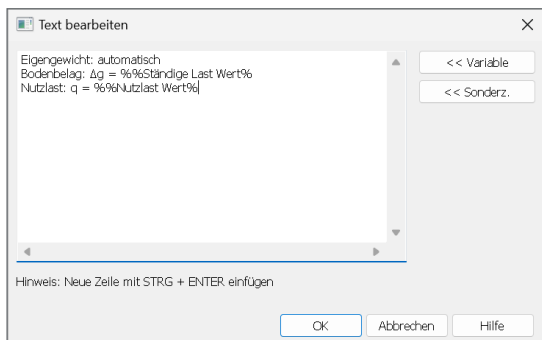 Text bearbeiten
Eigengewicht: automatisch
Bodenbelag: Δg = %%Ständige Last Wert%
Nutzlast: q = %%Nutzlast Wert%
<< Variable
<< Sonderz.
Hinweis: Neue Zeile mit STRG + ENTER einfügen
OK Abbrechen Hilfe